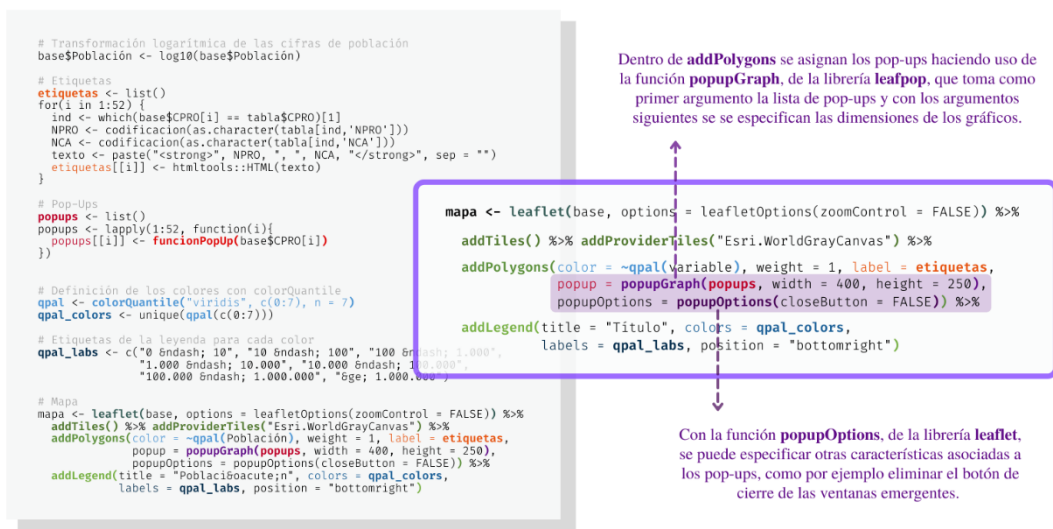 # Transformación logarítmica de las cifras de población
base$Población <- log10(base$Población)
# Etiquetas
etiquetas <- list()
for(i in 1:52) {
ind <- which(base$CPRO[i] == tabla$CPRO)[1]
NPRO <- codificacion(as.character(tabla[ind,'NPRO']))
NCA <- codificacion(as.character(tabla[ind,'NCA']))
texto <- paste("<strong>", NPRO, ", ", NCA, "</strong>", sep = "")
etiquetas[[i]] <- htmltools::HTML(texto)
}
# Pop-Ups
popups <- list()
popups <- lapply(1:52, function(i){
popups[[i]] <- funcionPopUp(base$CPRO[i])
})
# Definición de los colores con colorQuantile
qpal <- colorQuantile("viridis", c(0:7), n = 7)
qpal_colors <- unique(qpal(c(0:7)))
# Etiquetas de la leyenda para cada color
qpal_labs <- c("0 &ndash; 10", "10 &ndash; 100", "100 &ndash; 1.000",
"1.000 &ndash; 10.000", "10.000 &ndash; 100.000",
"100.000 &ndash; 1.000.000", "&ge; 1.000.000")
# Mapa
mapa <- leaflet(base, options = leafletOptions(zoomControl = FALSE)) %>%
addTiles() %>% addProviderTiles("Esri.WorldGrayCanvas") %>%
addPolygons(color = ~qpal(Población), weight = 1, label = etiquetas,
popup = popupGraph(popups, width = 400, height = 250),
popupOptions = popupOptions(closeButton = FALSE)) %>%
addLegend(title = "Poblaci&oacute;n", colors = qpal_colors,
labels = qpal_labs, position = "bottomright")
Dentro de addPolygons se asignan los pop-ups haciendo uso de
la función popupGraph, de la librería leafpop, que toma como
primer argumento la lista de pop-ups y con los argumentos
siguientes se se especifican las dimensiones de los gráficos.
mapa <- leaflet(base, options = leafletOptions(zoomControl = FALSE)) %>%
addTiles() %>% addProviderTiles("Esri.WorldGrayCanvas") %>%
addPolygons(color = ~qpal(variable), weight = 1, label = etiquetas,
popup = popupGraph(popups, width = 400, height = 250),
popupOptions = popupOptions(closeButton = FALSE)) %>%
addLegend(title = "Título", colors = qpal_colors,
labels = qpal_labs, position = "bottomright")
Con la función popupOptions, de la librería leaflet,
se puede especificar otras características asociadas a
los pop-ups, como por ejemplo eliminar el botón de
cierre de las ventanas emergentes.